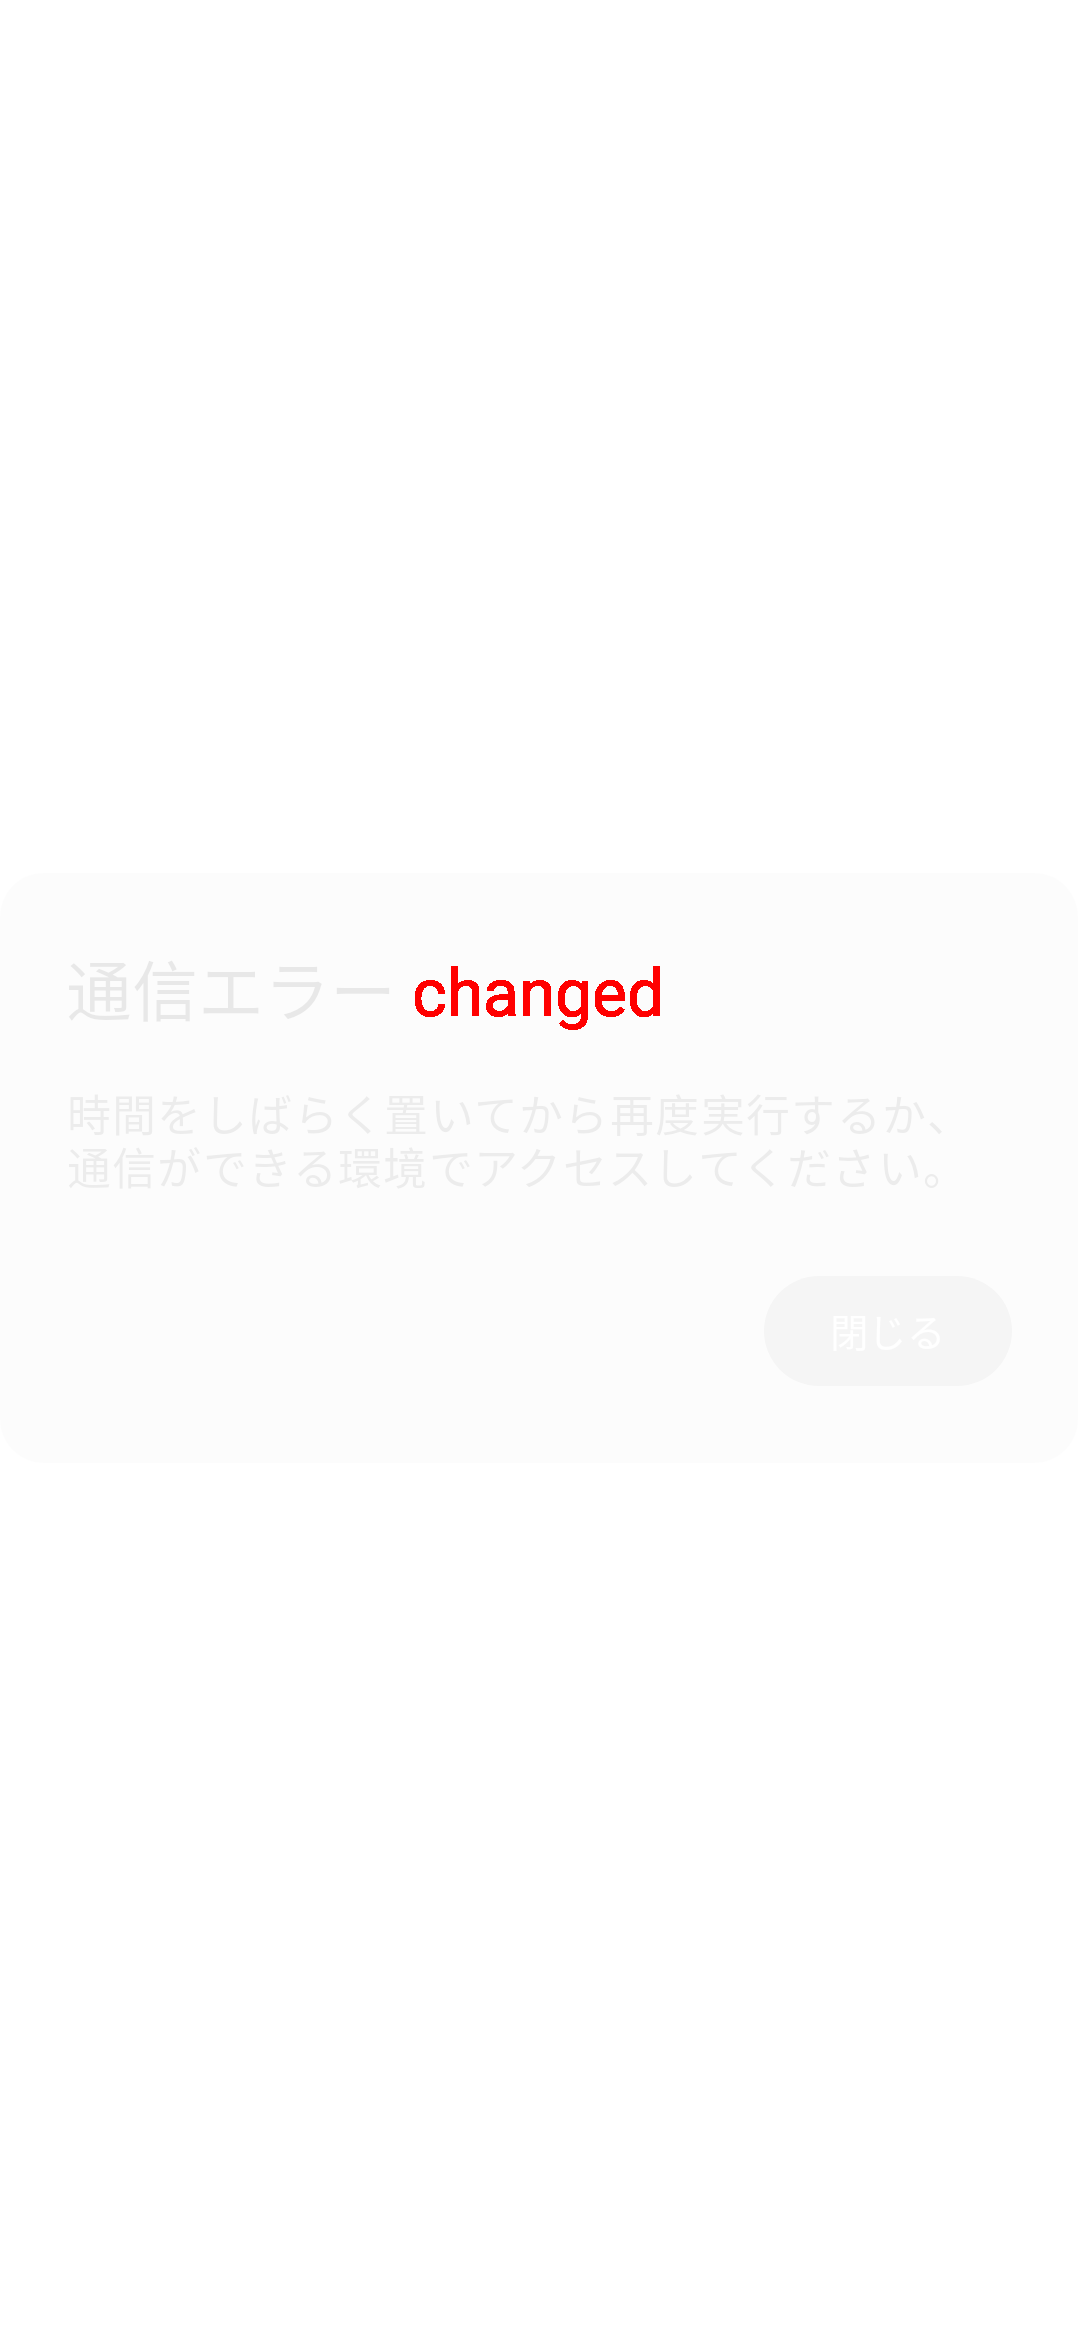 通信エラー changed
時間をしばらく置いてから再度実行するか、
通信ができる環境でアクセスしてください。
閉じる